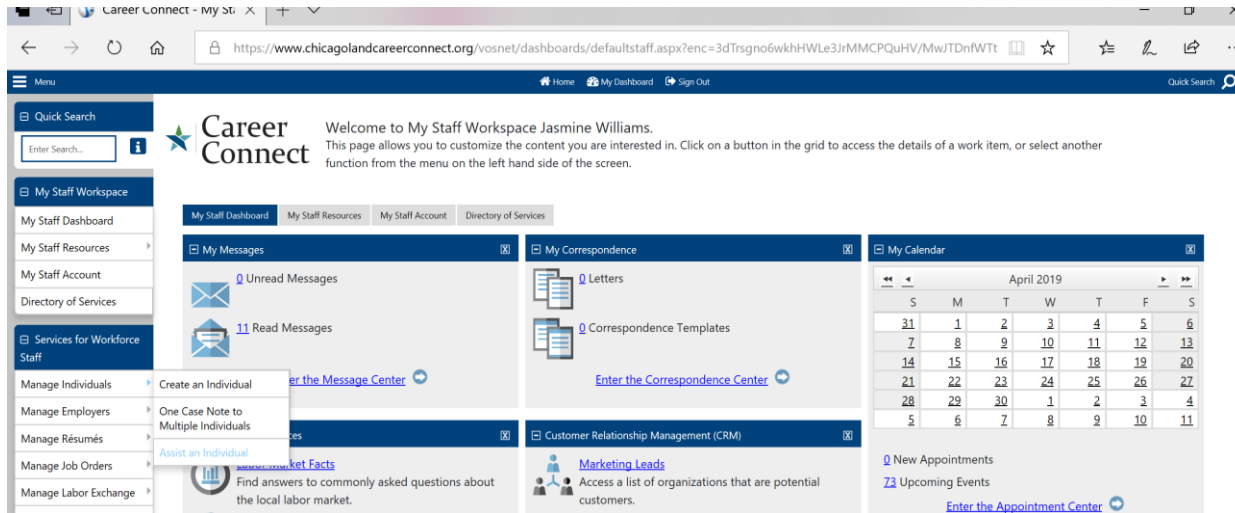 Career Connect - My St
https://www.chicagolandcareerconnect.org/vosnet/dashboards/defaultstaff.aspx?enc=3dTrsgno6wkhHWLe3JrMMCPQuHV/MwJTDnfWTt
Menu
Home My Dashboard Sign Out
Quick Search
Quick Search
Enter Search...
Career
Connect
Welcome to My Staff Workspace Jasmine Williams.
This page allows you to customize the content you are interested in. Click on a button in the grid to access the details of a work item, or select another
function from the menu on the left hand side of the screen.
My Staff Workspace
My Staff Dashboard
My Staff Resources
My Staff Account
Directory of Services
My Staff Dashboard My Staff Resources My Staff Account Directory of Services
My Messages
0 Unread Messages
11 Read Messages
er the Message Center
My Correspondence
0 Letters
0 Correspondence Templates
Enter the Correspondence Center
My Calendar
April 2019
S M T W T F S
31 1 2 3 4 5 6
7 8 9 10 11 12 13
14 15 16 17 18 19 20
21 22 23 24 25 26 27
28 29 30 1 2 3 4
5 6 7 8 9 10 11
0 New Appointments
73 Upcoming Events
Enter the Appointment Center
Services for Workforce
Staff
Manage Individuals
Manage Employers
Manage Résumés
Manage Job Orders
Manage Labor Exchange
Create an Individual
One Case Note to
Multiple Individuals
Assist an Individual
ces
Labor Market Facts
Find answers to commonly asked questions about
the local labor market.
Customer Relationship Management (CRM)
Marketing Leads
Access a list of organizations that are potential
customers.